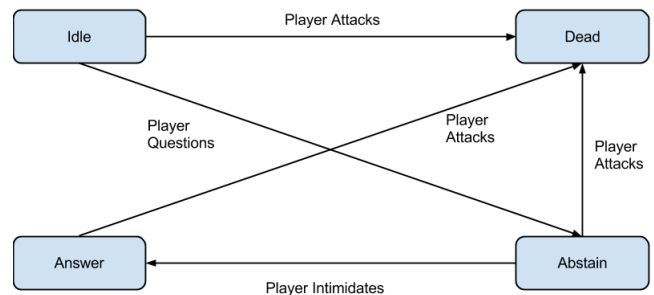 Player Attacks
Idle
Dead
Player
Questions
Player
Attacks
Player
Attacks
Answer
Abstain
Player Intimidates